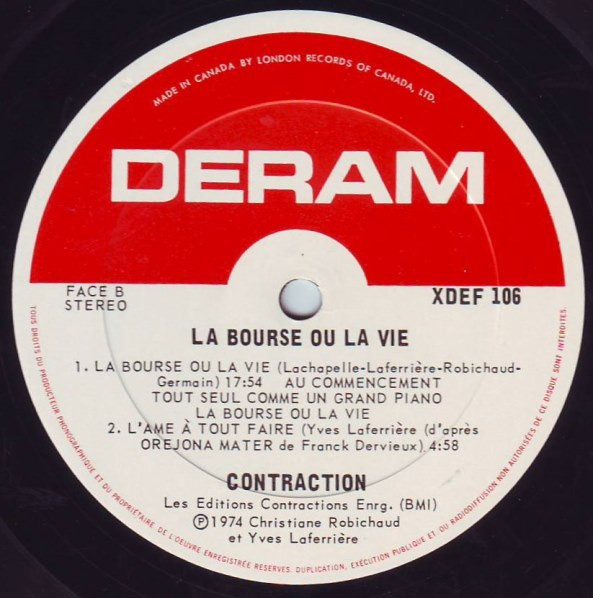 MADE IN CANADA BY LONDON RECORDS OF CANADA, LTD.
DERAM
FACE B
STEREO
XDEF 106
LA BOURSE OU LA VIE
1. LA BOURSE OU LA VIE (Lachapelle-Laferrière-Robichaud-
Germain) 17:54 AU COMMENCEMENT
TOUT SEUL COMME UN GRAND PIANO
LA BOURSE OU LA VIE
2. L'AME À TOUT FAIRE (Yves Laferrière (d'après
OREJONA MATER de Franck Dervieux) 4:58
CONTRACTION
Les Editions Contractions Enrg. (BMI)
Ⓟ1974 Christiane Robichaud
et Yves Laferrière
TOUS DROITS DU PRODUCTEUR PHONOGRAPHIQUE ET DU PROPRIÉTAIRE DE L'OEUVRE ENREGISTRÉE RESERVES. DUPLICATION, EXÉCUTION PUBLIQUE ET/OU RADIODIFFUSION NON AUTORISÉES DE CE DISQUE SONT INTERDITES.